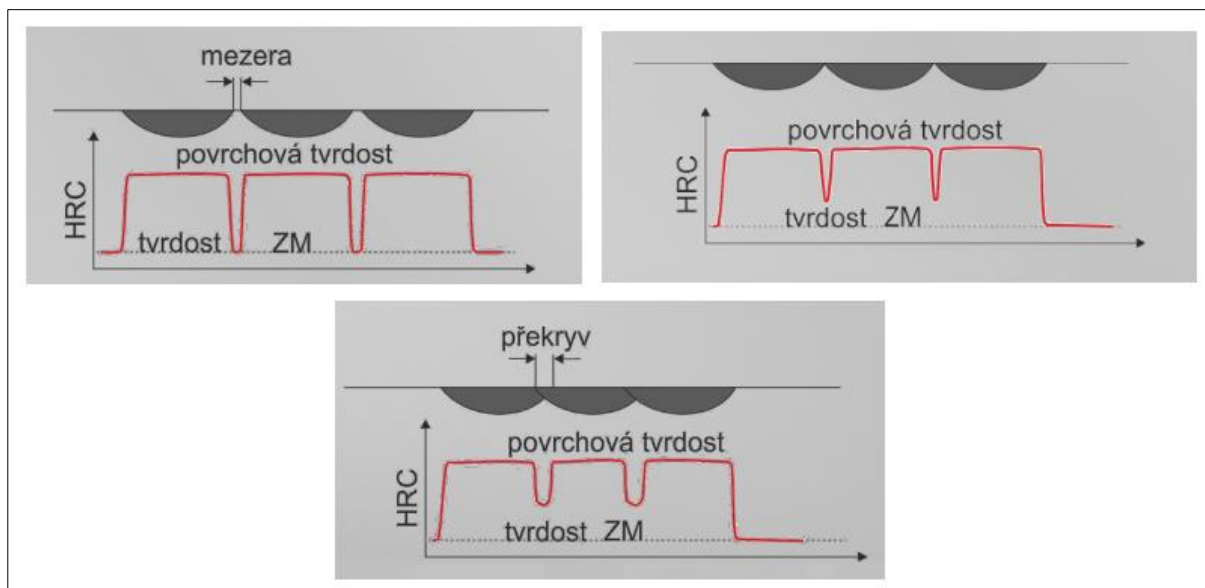 mezera
povrchová tvrdost
HRC
tvrdost ZM
povrchová tvrdost
HRC
tvrdost ZM
překryv
povrchová tvrdost
HRC
tvrdost ZM